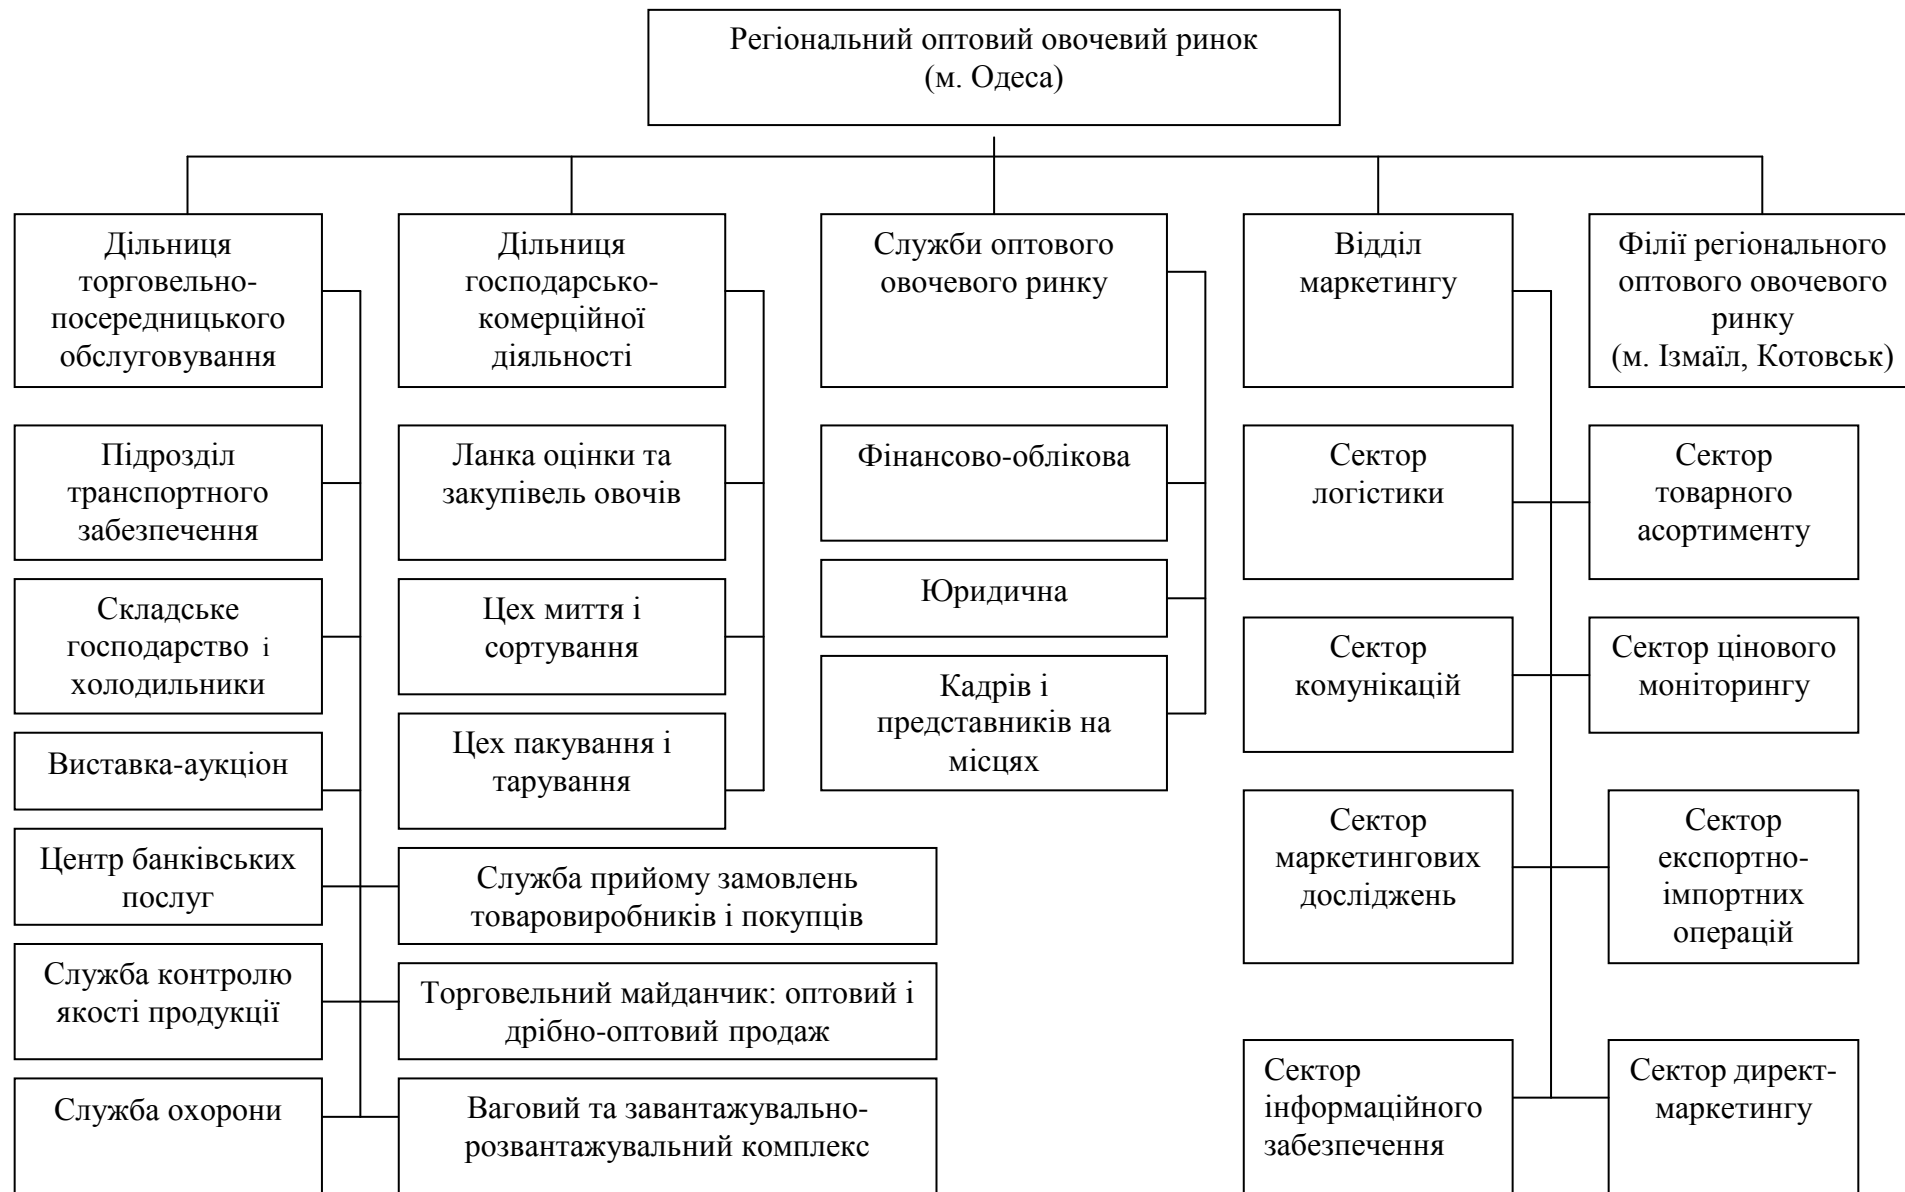 Регіональний оптовий овочевий ринок
(м. Одеса)
Дільниця
торговельно-
посередницького
обслуговування
Дільниця
господарсько-
комерційної
діяльності
Служби оптового
овочевого ринку
Відділ
маркетингу
Філії регіонального
оптового овочевого
ринку
(м. Ізмаїл, Котовськ)
Підрозділ
транспортного
забезпечення
Ланка оцінки та
закупівель овочів
Фінансово-облікова
Сектор
логістики
Сектор
товарного
асортименту
Складське
господарство і
холодильники
Цех миття і
сортування
Юридична
Сектор
комунікацій
Сектор цінового
моніторингу
Виставка-аукціон
Цех пакування і
тарування
Кадрів і
представників на
місцях
Сектор
маркетингових
досліджень
Сектор
експортно-
імпортних
операцій
Центр банківських
послуг
Служба прийому замовлень
товаровиробників і покупців
Служба контролю
якості продукції
Торговельний майданчик: оптовий і
дрібно-оптовий продаж
Служба охорони
Ваговий та завантажувально-
розвантажувальний комплекс
Сектор
інформаційного
забезпечення
Сектор директ-
маркетингу